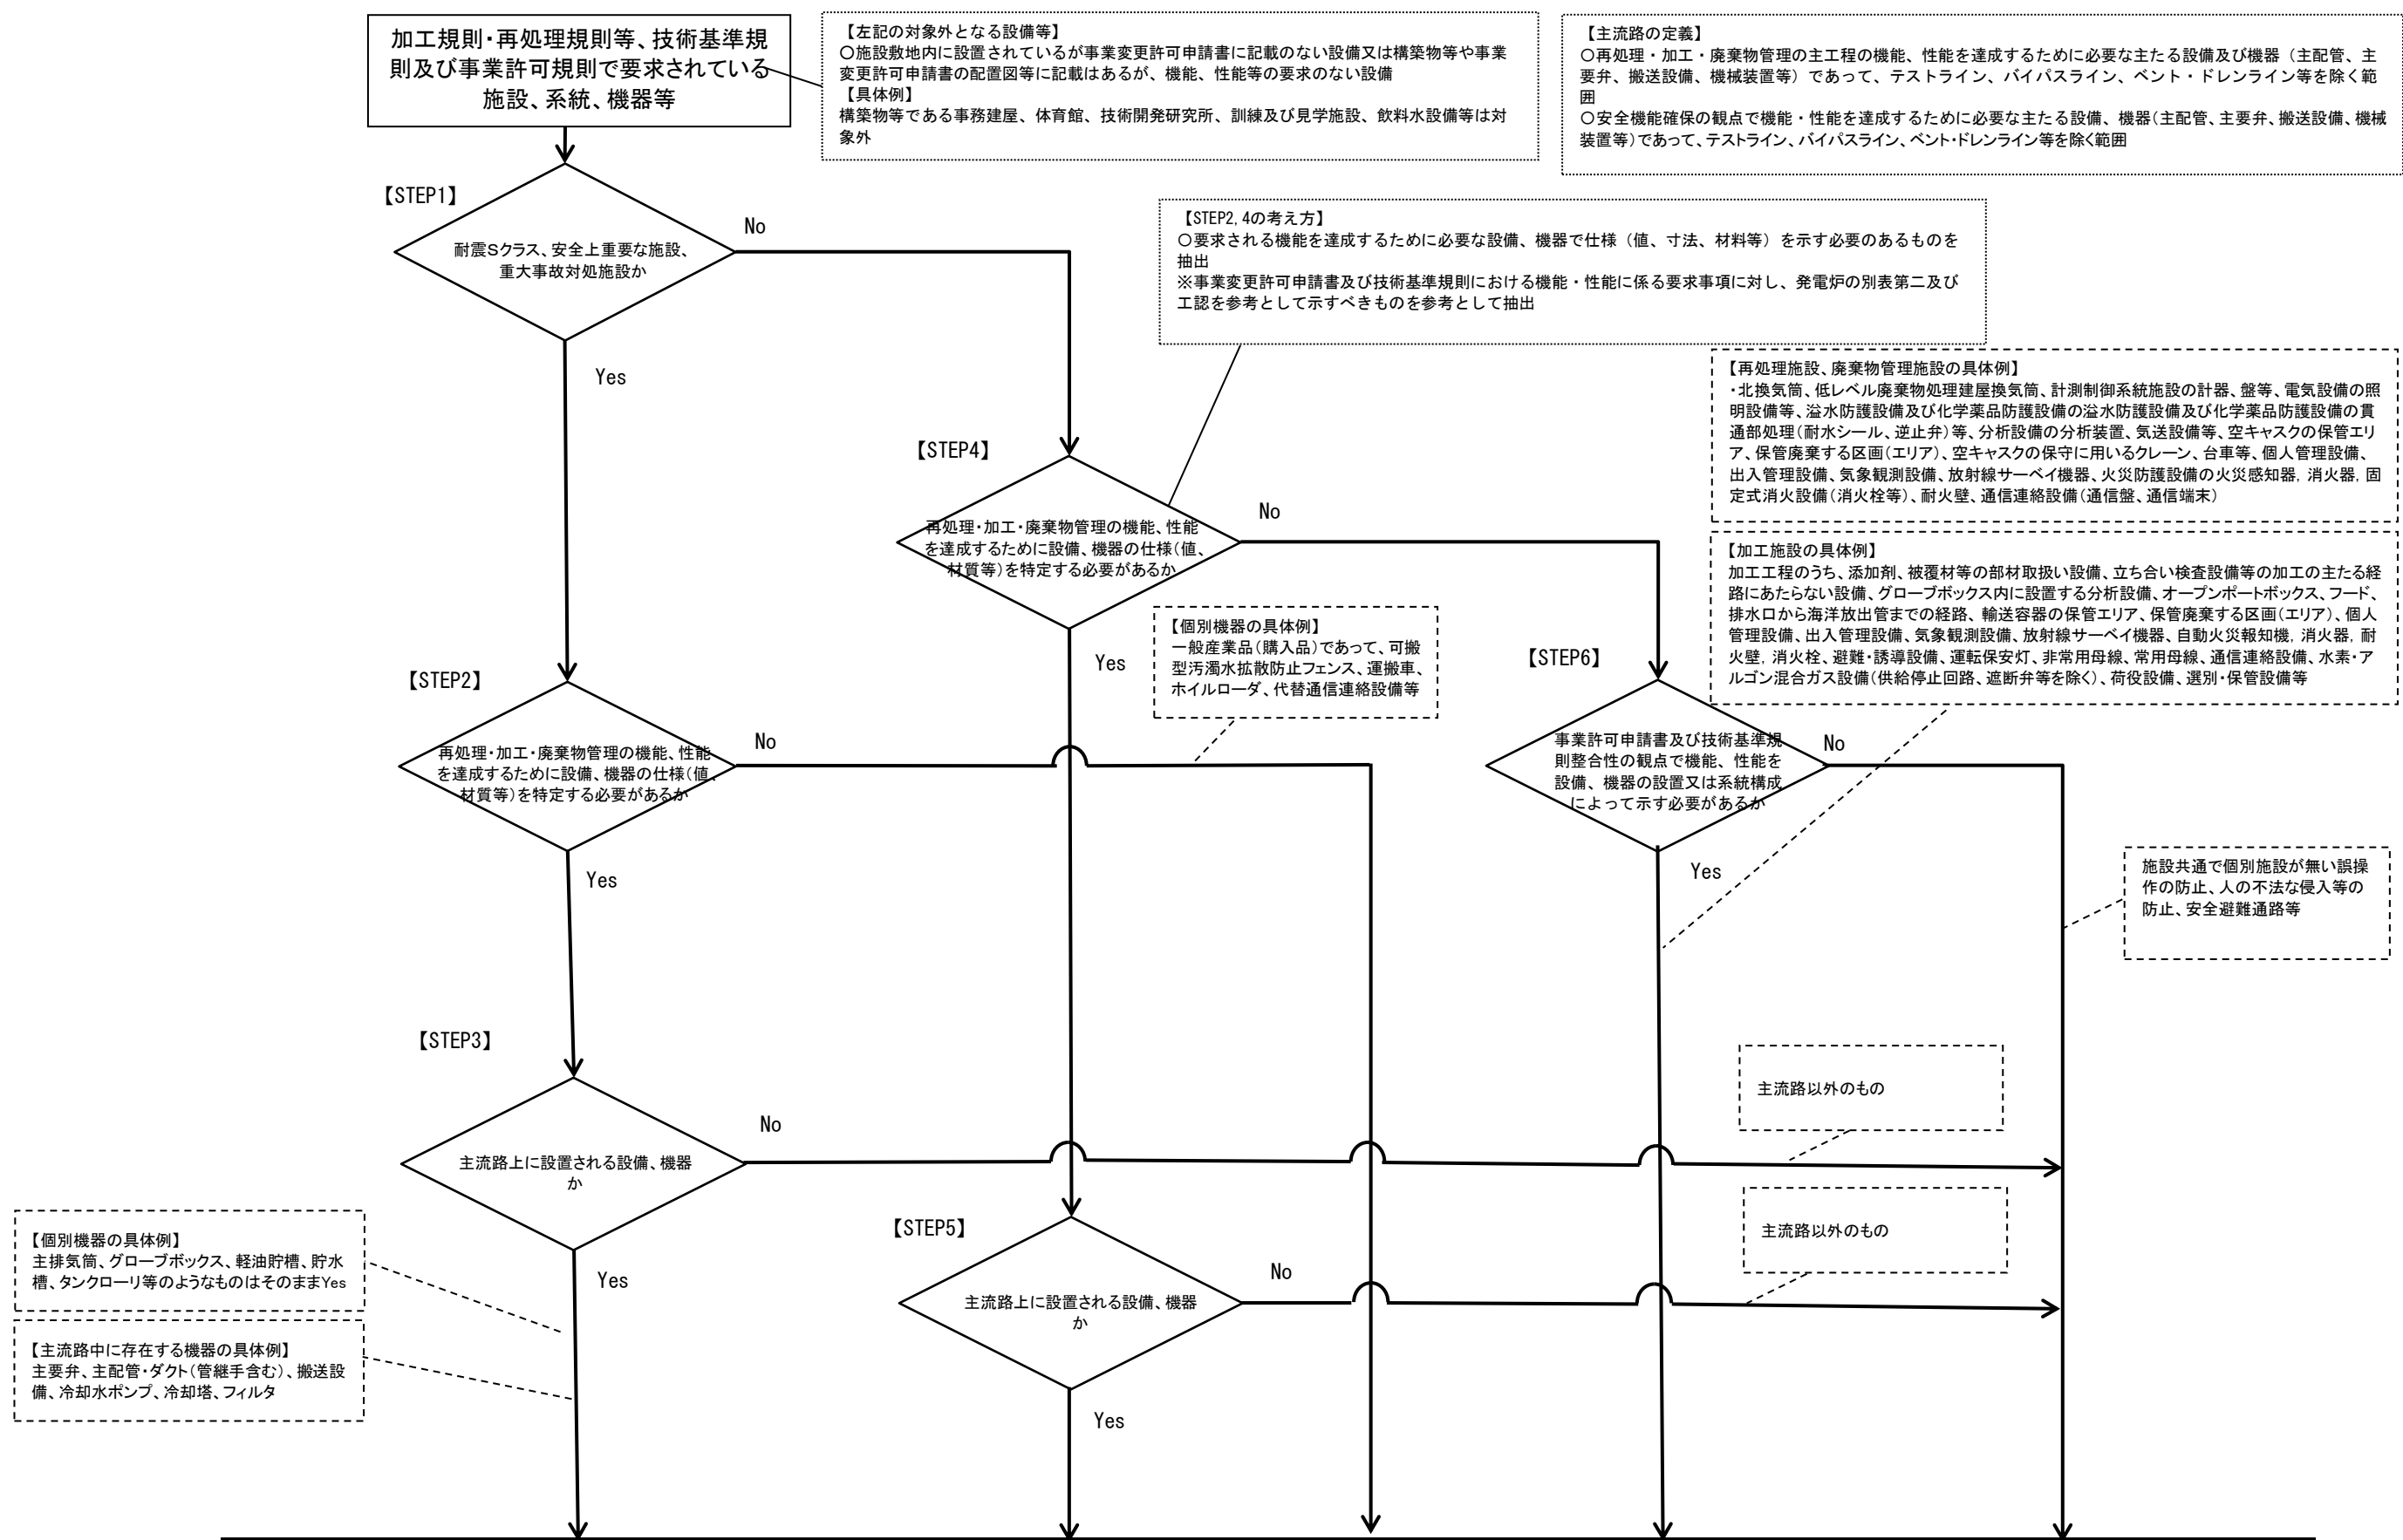 加工規則・再処理規則等、技術基準規
則及び事業許可規則で要求されている
施設、系統、機器等
【左記の対象外となる設備等】
〇施設敷地内に設置されているが事業変更許可申請書に記載のない設備又は構築物等や事業
変更許可申請書の配置図等に記載はあるが、機能、性能等の要求のない設備
【具体例】
構築物等である事務建屋、体育館、技術開発研究所、訓練及び見学施設、飲料水設備等は対
象外
【主流路の定義】
〇再処理・加工・廃棄物管理の主工程の機能、性能を達成するために必要な主たる設備及び機器（主配管、主
要弁、搬送設備、機械装置等）であって、テストライン、バイパスライン、ベント・ドレンライン等を除く範
囲
〇安全機能確保の観点で機能・性能を達成するために必要な主たる設備、機器（主配管、主要弁、搬送設備、機械
装置等）であって、テストライン、バイパスライン、ベント・ドレンライン等を除く範囲
【STEP1】
耐震Sクラス、安全上重要な施設、
重大事故対処施設か
No
Yes
【STEP2,4の考え方】
〇要求される機能を達成するために必要な設備、機器で仕様（値、寸法、材料等）を示す必要のあるものを
抽出
※事業変更許可申請書及び技術基準規則における機能・性能に係る要求事項に対し、発電炉の別表第二及び
工認を参考として示すべきものを参考として抽出
【再処理施設、廃棄物管理施設の具体例】
・北換気筒、低レベル廃棄物処理建屋換気筒、計測制御系統施設の計器、盤等、電気設備の照
明設備等、溢水防護設備及び化学薬品防護設備の溢水防護設備及び化学薬品防護設備の貫
通部処理（耐水シール、逆止弁）等、分析設備の分析装置、気送設備等、空キャスクの保管エリ
ア、保管廃棄する区画（エリア）、空キャスクの保守に用いるクレーン、台車等、個人管理設備、
出入管理設備、気象観測設備、放射線サーベイ機器、火災防護設備の火災感知器，消火器，固
定式消火設備（消火栓等）、耐火壁、通信連絡設備（通信盤、通信端末）
【加工施設の具体例】
加工工程のうち、添加剤、被覆材等の部材取扱い設備、立ち合い検査設備等の加工の主たる経
路にあたらない設備、グローブボックス内に設置する分析設備、オープンポートボックス、フード、
排水口から海洋放出管までの経路、輸送容器の保管エリア、保管廃棄する区画（エリア）、個人
管理設備、出入管理設備、気象観測設備、放射線サーベイ機器、自動火災報知機，消火器，耐
火壁，消火栓、避難・誘導設備、運転保安灯、非常用母線、常用母線、通信連絡設備、水素・ア
ルゴン混合ガス設備（供給停止回路、遮断弁等を除く）、荷役設備、選別・保管設備等
【STEP4】
再処理・加工・廃棄物管理の機能、性能
を達成するために設備、機器の仕様（値、
材質等）を特定する必要があるか
No
Yes
【個別機器の具体例】
一般産業品（購入品）であって、可搬
型汚濁水拡散防止フェンス、運搬車、
ホイルローダ、代替通信連絡設備等
【STEP6】
事業許可申請書及び技術基準規
則整合性の観点で機能、性能を
設備、機器の設置又は系統構成
によって示す必要があるか
No
Yes
【STEP2】
再処理・加工・廃棄物管理の機能、性能
を達成するために設備、機器の仕様（値、
材質等）を特定する必要があるか
No
Yes
施設共通で個別施設が無い誤操
作の防止、人の不法な侵入等の
防止、安全避難通路等
【STEP3】
主流路上に設置される設備、機器
か
No
Yes
主流路以外のもの
主流路以外のもの
【STEP5】
主流路上に設置される設備、機器
か
No
Yes
【個別機器の具体例】
主排気筒、グローブボックス、軽油貯槽、貯水
槽、タンクローリ等のようなものはそのままYes
【主流路中に存在する機器の具体例】
主要弁、主配管・ダクト（管継手含む）、搬送設
備、冷却水ポンプ、冷却塔、フィルタ